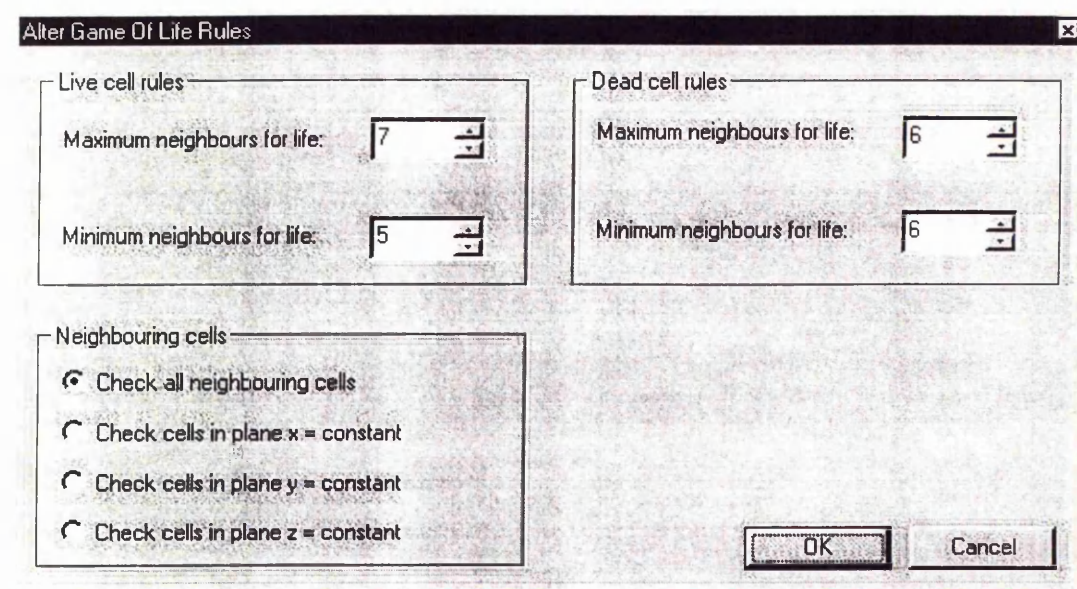 Alter Game Of Life Rules
Live cell rules
Maximum neighbours for life: 7
Minimum neighbours for life: 5
Dead cell rules
Maximum neighbours for life: 6
Minimum neighbours for life: 6
Neighbouring cells
Check all neighbouring cells
Check cells in plane x = constant
Check cells in plane y = constant
Check cells in plane z = constant
OK Cancel